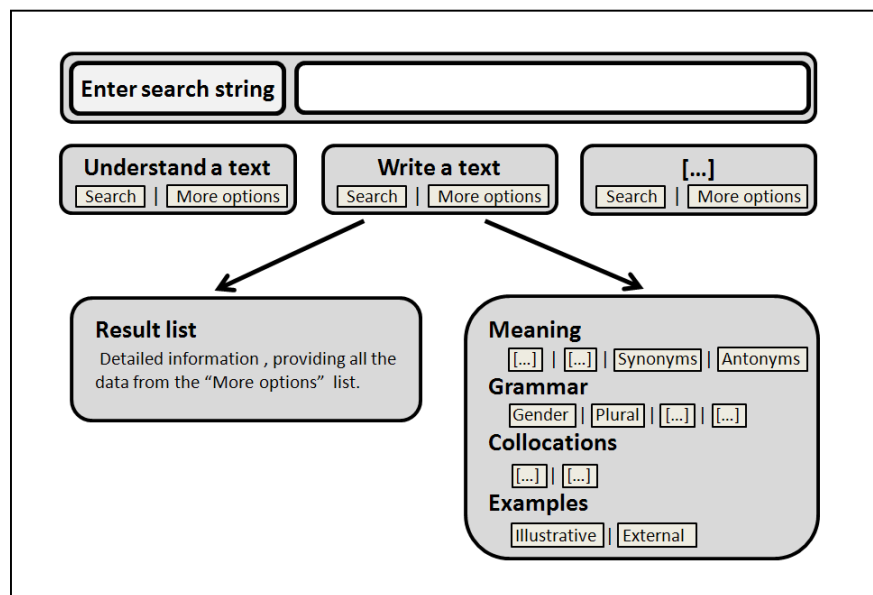 Enter search string
Understand a text
Search | More options
Write a text
Search | More options
[...]
Search | More options
Result list
Detailed information , providing all the
data from the “More options” list.
Meaning
[...] | [...] | Synonyms | Antonyms
Grammar
Gender | Plural | [...] | [...]
Collocations
[...] | [...]
Examples
Illustrative | External